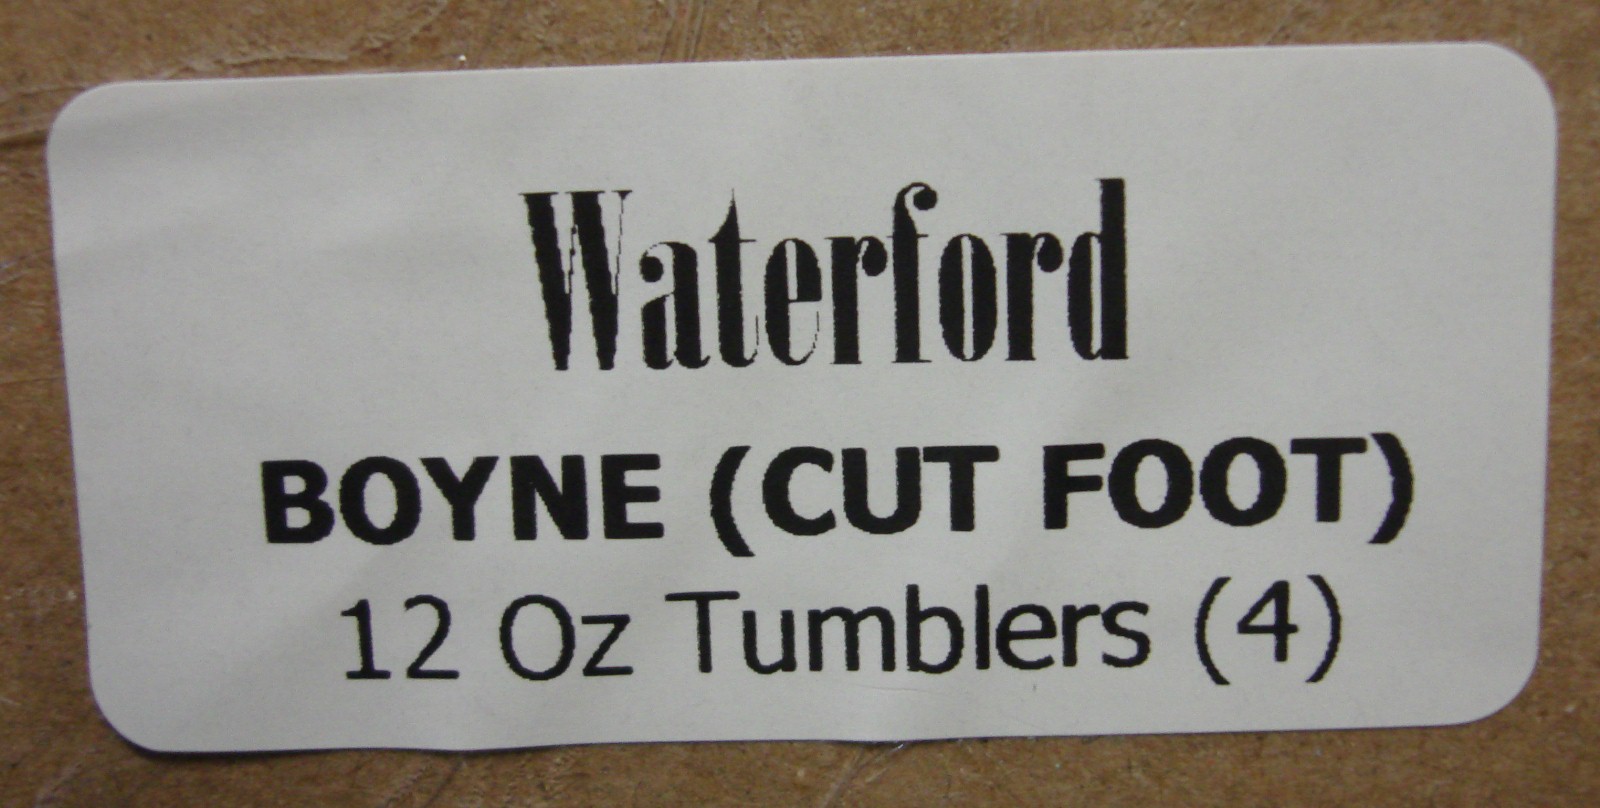 Waterford
BOYNE (CUT FOOT)
12 Oz Tumblers (4)